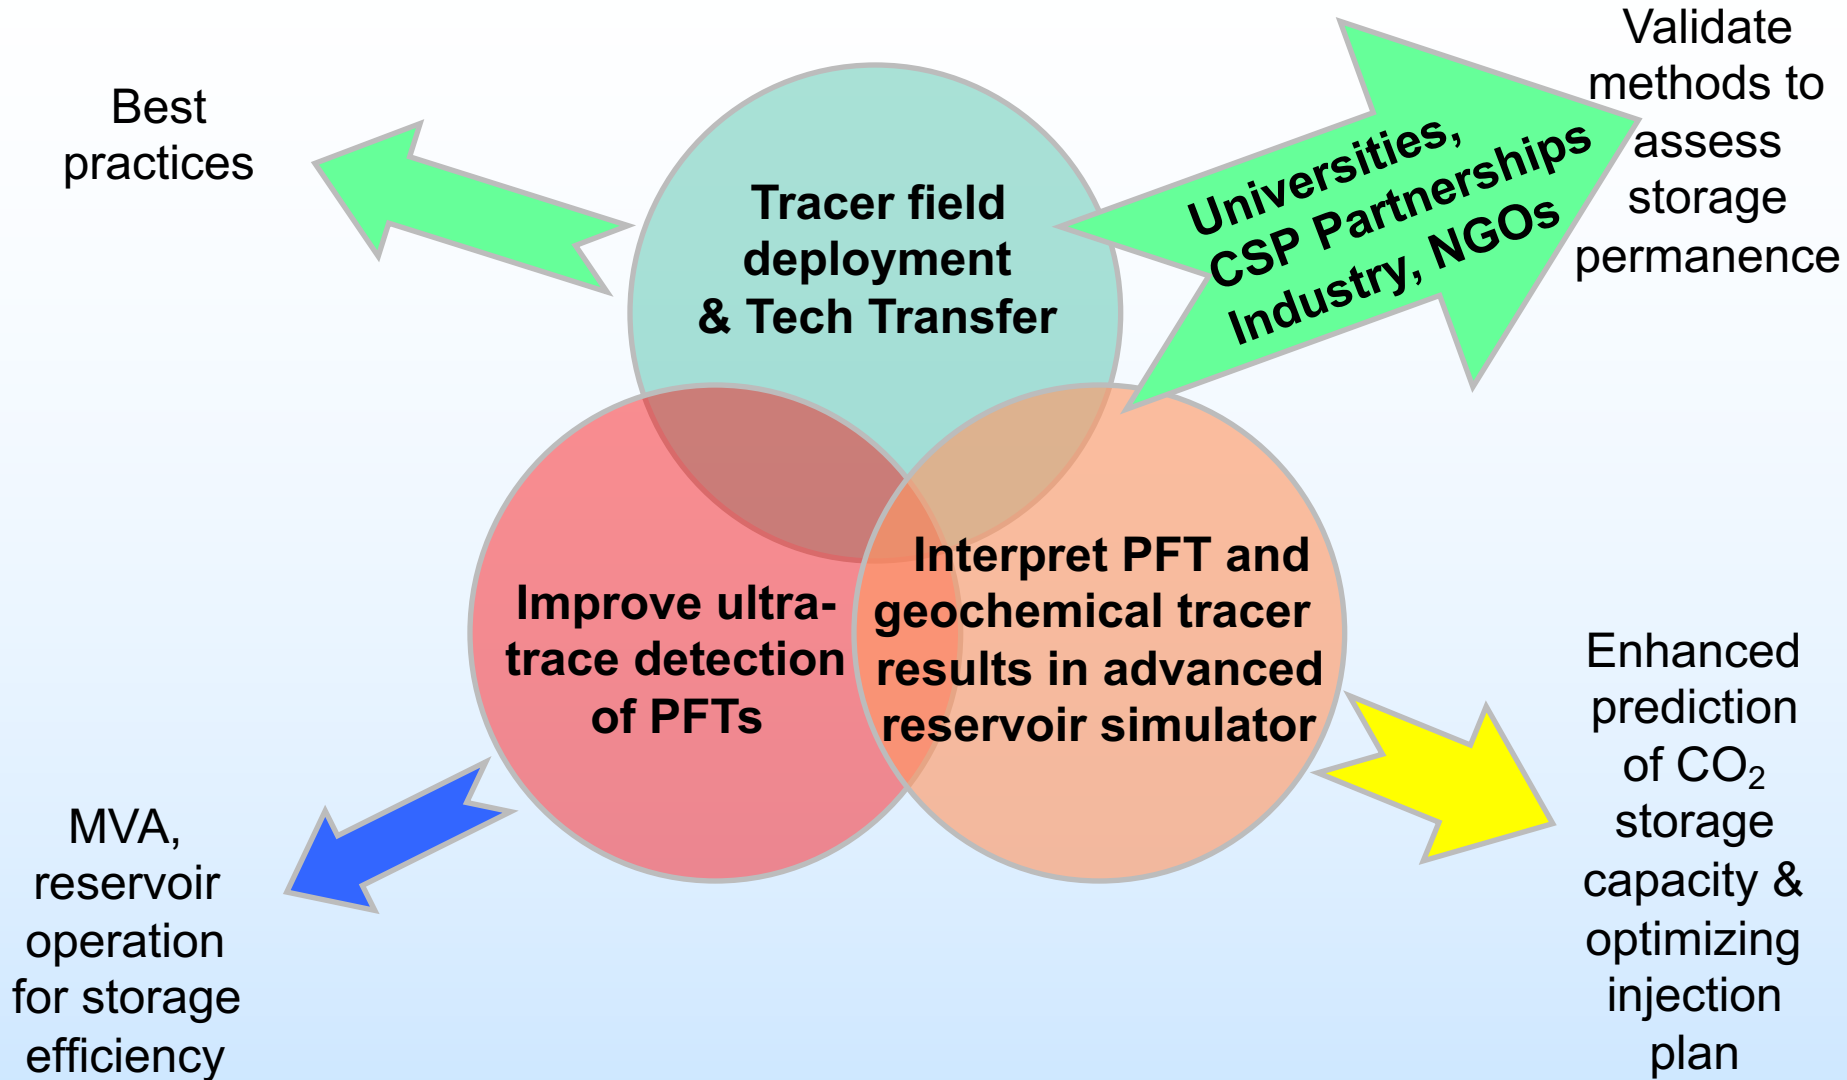 Best
practices
Tracer field
deployment
& Tech Transfer
Universities,
CSP Partnerships
Industry, NGOs
Validate
methods to
assess
storage
permanence
Improve ultra-
trace detection
of PFTs
Interpret PFT and
geochemical tracer
results in advanced
reservoir simulator
MVA,
reservoir
operation
for storage
efficiency
Enhanced
prediction
of CO₂
storage
capacity &
optimizing
injection
plan